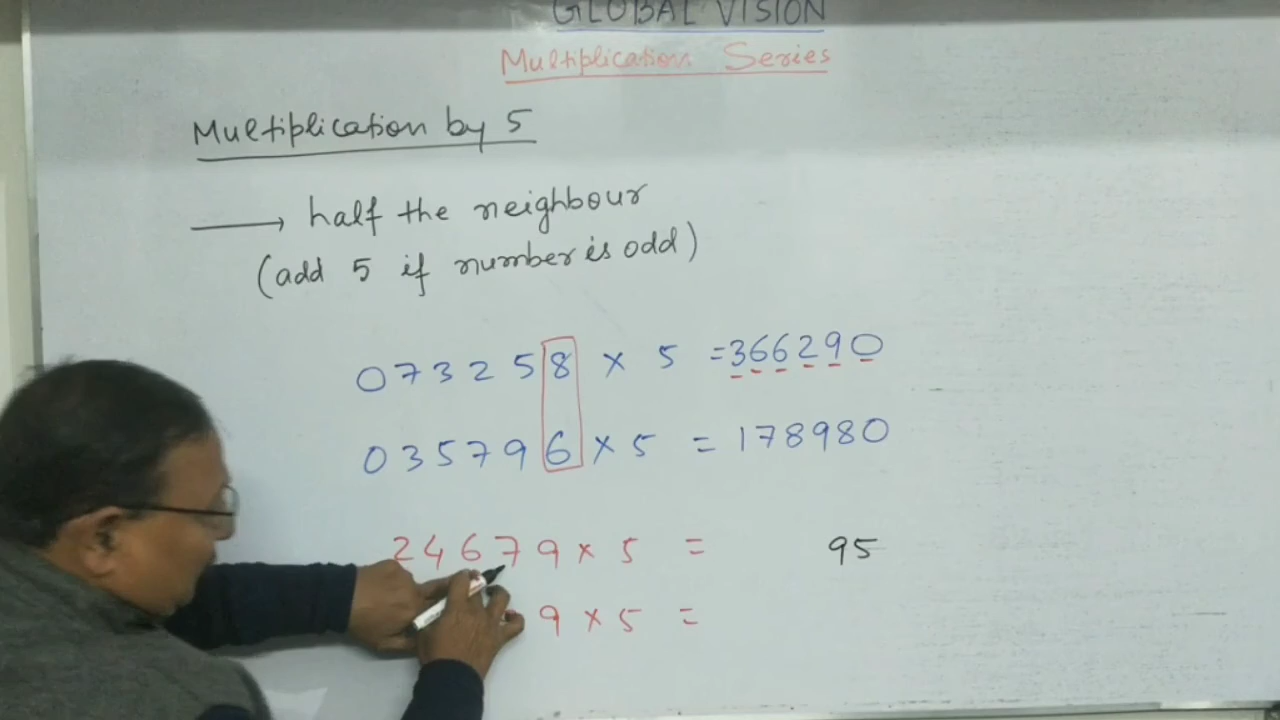 GLOBAL VISION
Multiplication Series
Multiplication by 5
→ half the neighbour
(add 5 if number is odd)
073258 × 5 = 366290
035796 × 5 = 178980
24679 × 5 = 95
9 × 5 =